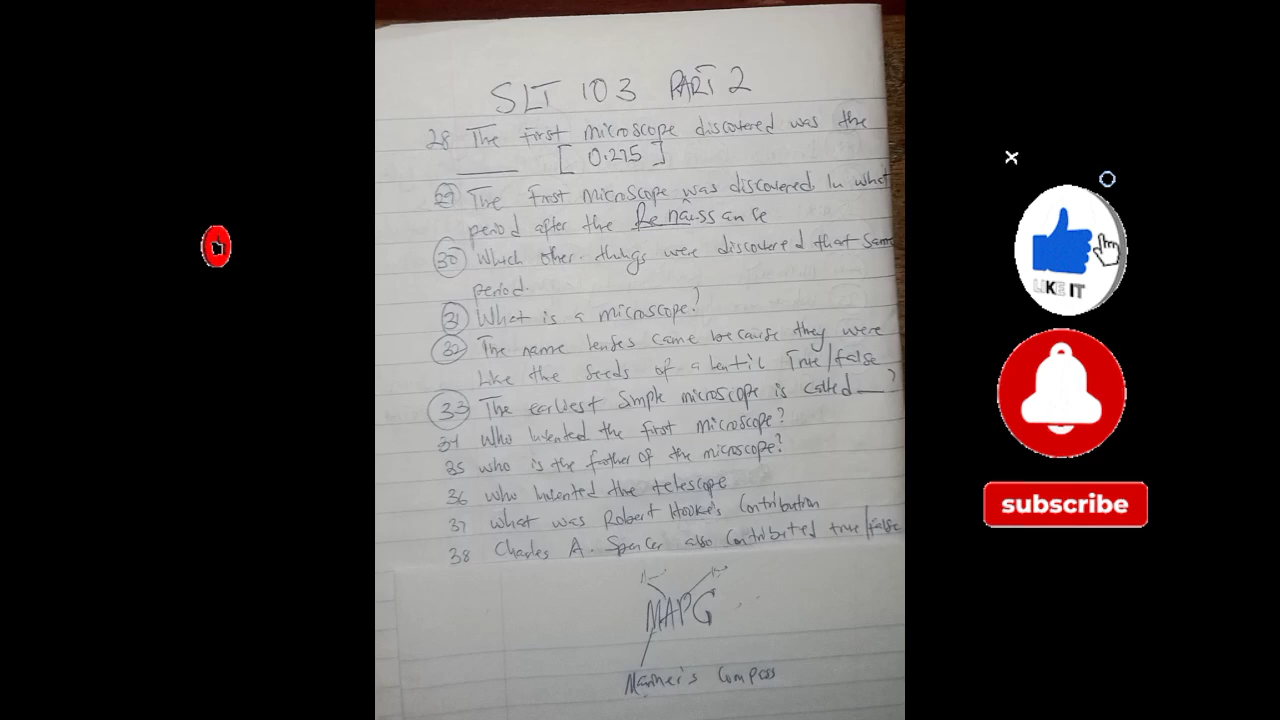 SLT 103 PART 2
28 The first microscope discovered was the
____ [ 0.275 ]
29 The First Microscope was discovered In what
period after the Renaissanse
30 Which other things were discovered that same
period.
31 What is a microscope?
32 The name lenses came because they were
Like the seeds of a lentil True/false
33 The earliest simple microscope is called ___?
34 Who Invented the first microscope?
35 who is the father of the microscope?
36 who Invented the telescope
37 what was Robert Hooke's Contribution
38 Charles A. Spencer also Contributed true/false
MAPG
Mariner's Compass
LIKE IT
subscribe